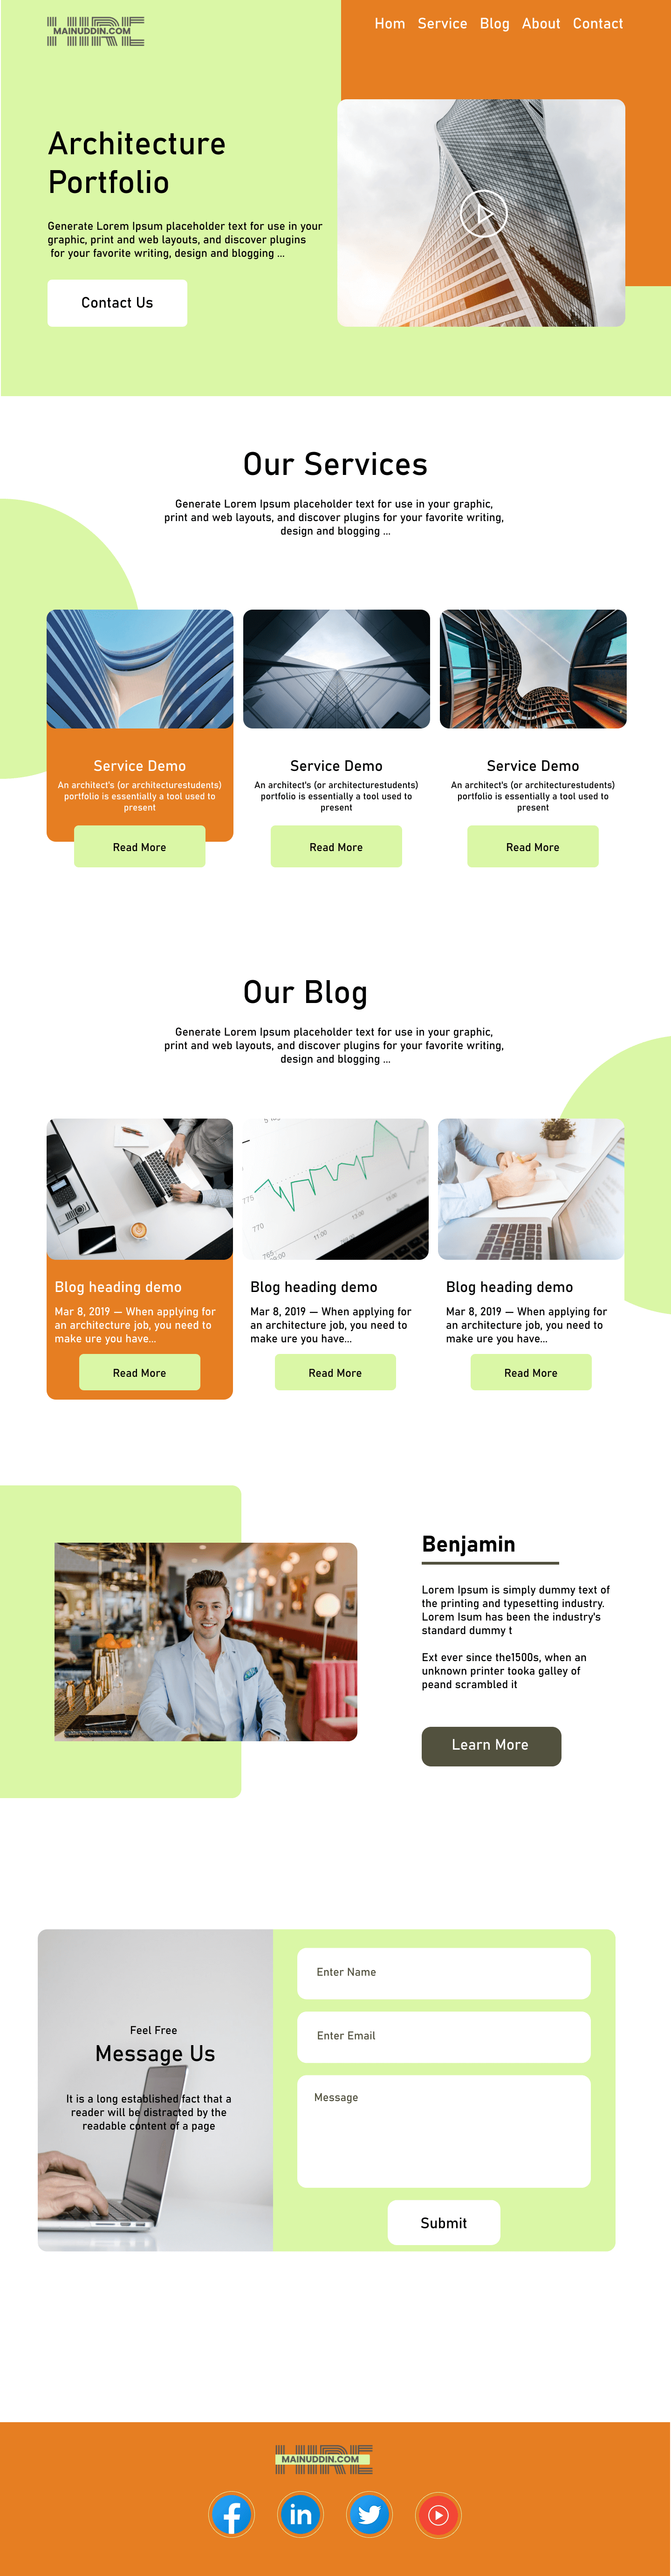 HIRE
MAINUDDIN.COM
Hom Service Blog About Contact
Architecture
Portfolio
Generate Lorem Ipsum placeholder text for use in your
graphic, print and web layouts, and discover plugins
for your favorite writing, design and blogging ...
Contact Us
Our Services
Generate Lorem Ipsum placeholder text for use in your graphic,
print and web layouts, and discover plugins for your favorite writing,
design and blogging ...
Service Demo
An architect's (or architecturestudents)
portfolio is essentially a tool used to
present
Read More
Service Demo
An architect's (or architecturestudents)
portfolio is essentially a tool used to
present
Read More
Service Demo
An architect's (or architecturestudents)
portfolio is essentially a tool used to
present
Read More
Our Blog
Generate Lorem Ipsum placeholder text for use in your graphic,
print and web layouts, and discover plugins for your favorite writing,
design and blogging ...
Blog heading demo
Mar 8, 2019 — When applying for
an architecture job, you need to
make ure you have...
Read More
775
770
765
11:00
13:00
15:00
Blog heading demo
Mar 8, 2019 — When applying for
an architecture job, you need to
make ure you have...
Read More
Blog heading demo
Mar 8, 2019 — When applying for
an architecture job, you need to
make ure you have...
Read More
Benjamin
Lorem Ipsum is simply dummy text of
the printing and typesetting industry.
Lorem Isum has been the industry's
standard dummy t
Ext ever since the1500s, when an
unknown printer tooka galley of
peand scrambled it
Learn More
Feel Free
Message Us
It is a long established fact that a
reader will be distracted by the
readable content of a page
Enter Name
Enter Email
Message
Submit
HIRE
MAINUDDIN.COM